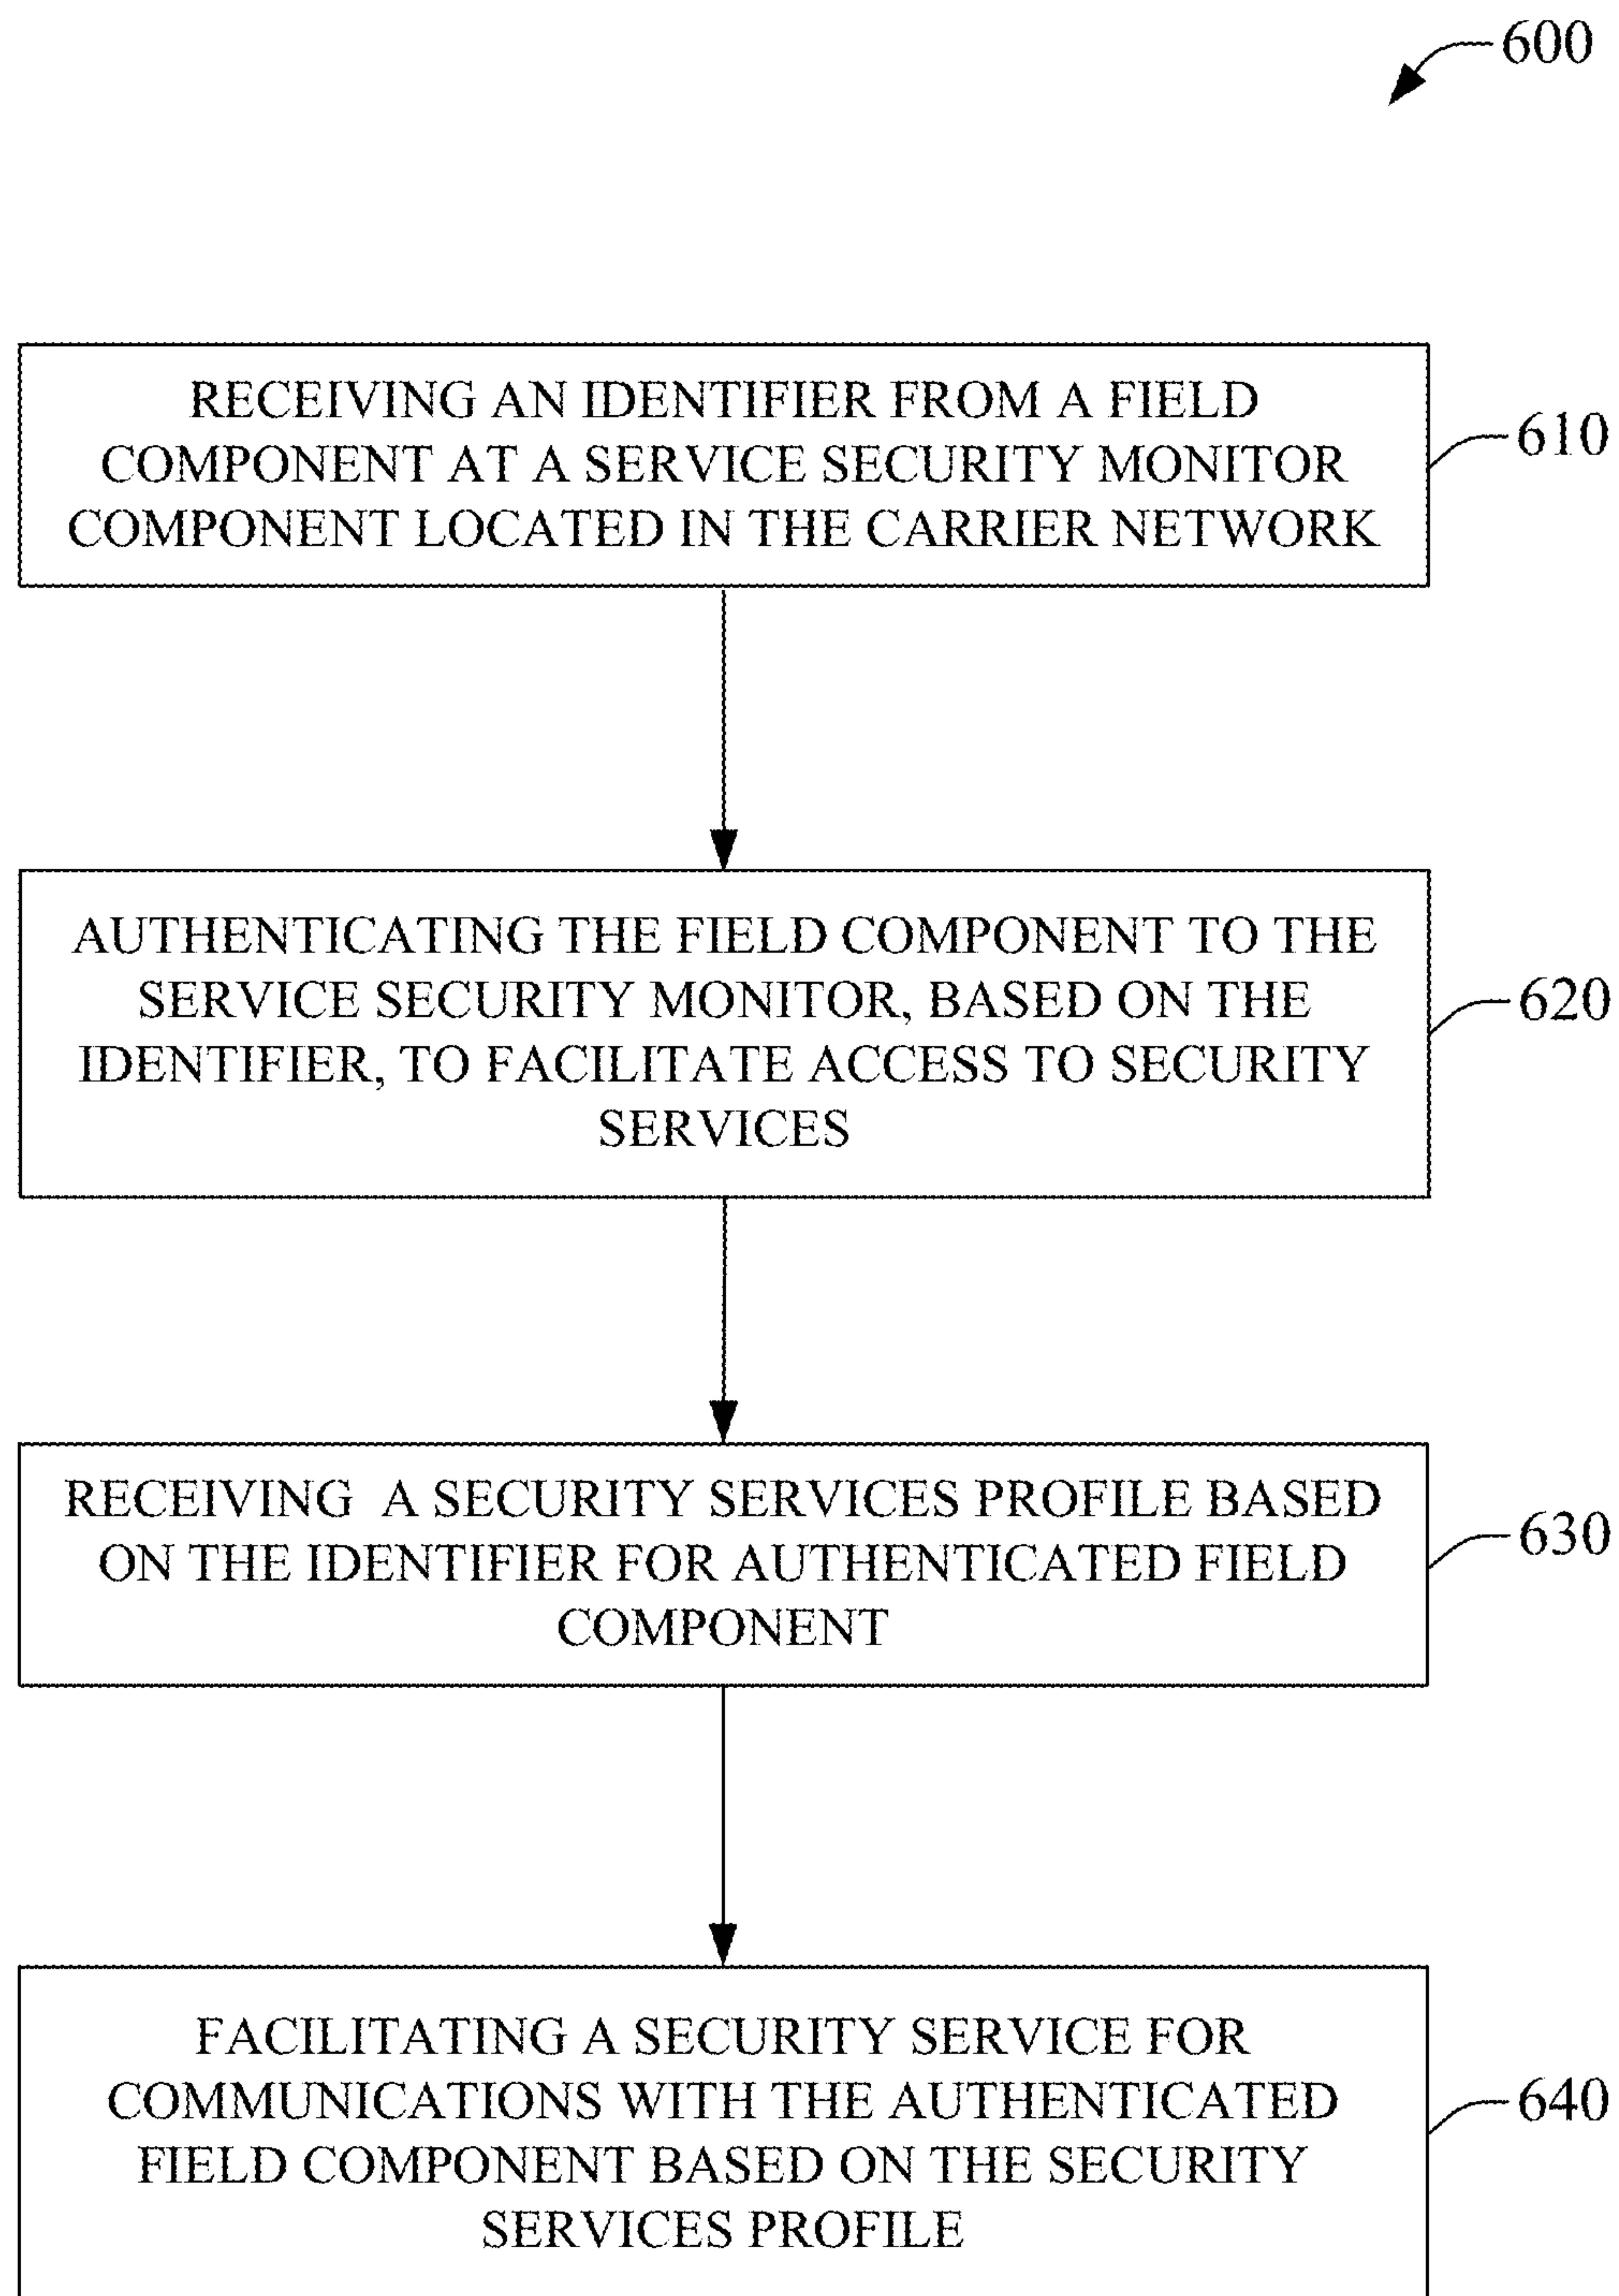 600
RECEIVING AN IDENTIFIER FROM A FIELD
COMPONENT AT A SERVICE SECURITY MONITOR
COMPONENT LOCATED IN THE CARRIER NETWORK
610
AUTHENTICATING THE FIELD COMPONENT TO THE
SERVICE SECURITY MONITOR, BASED ON THE
IDENTIFIER, TO FACILITATE ACCESS TO SECURITY
SERVICES
620
RECEIVING A SECURITY SERVICES PROFILE BASED
ON THE IDENTIFIER FOR AUTHENTICATED FIELD
COMPONENT
630
FACILITATING A SECURITY SERVICE FOR
COMMUNICATIONS WITH THE AUTHENTICATED
FIELD COMPONENT BASED ON THE SECURITY
SERVICES PROFILE
640